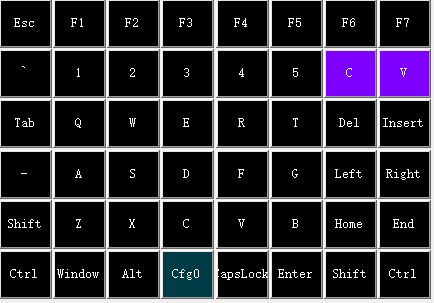 Esc F1 F2 F3 F4 F5 F6 F7
` 1 2 3 4 5 C V
Tab Q W E R T Del Insert
- A S D F G Left Right
Shift Z X C V B Home End
Ctrl Window Alt Cfg0 CapsLock Enter Shift Ctrl